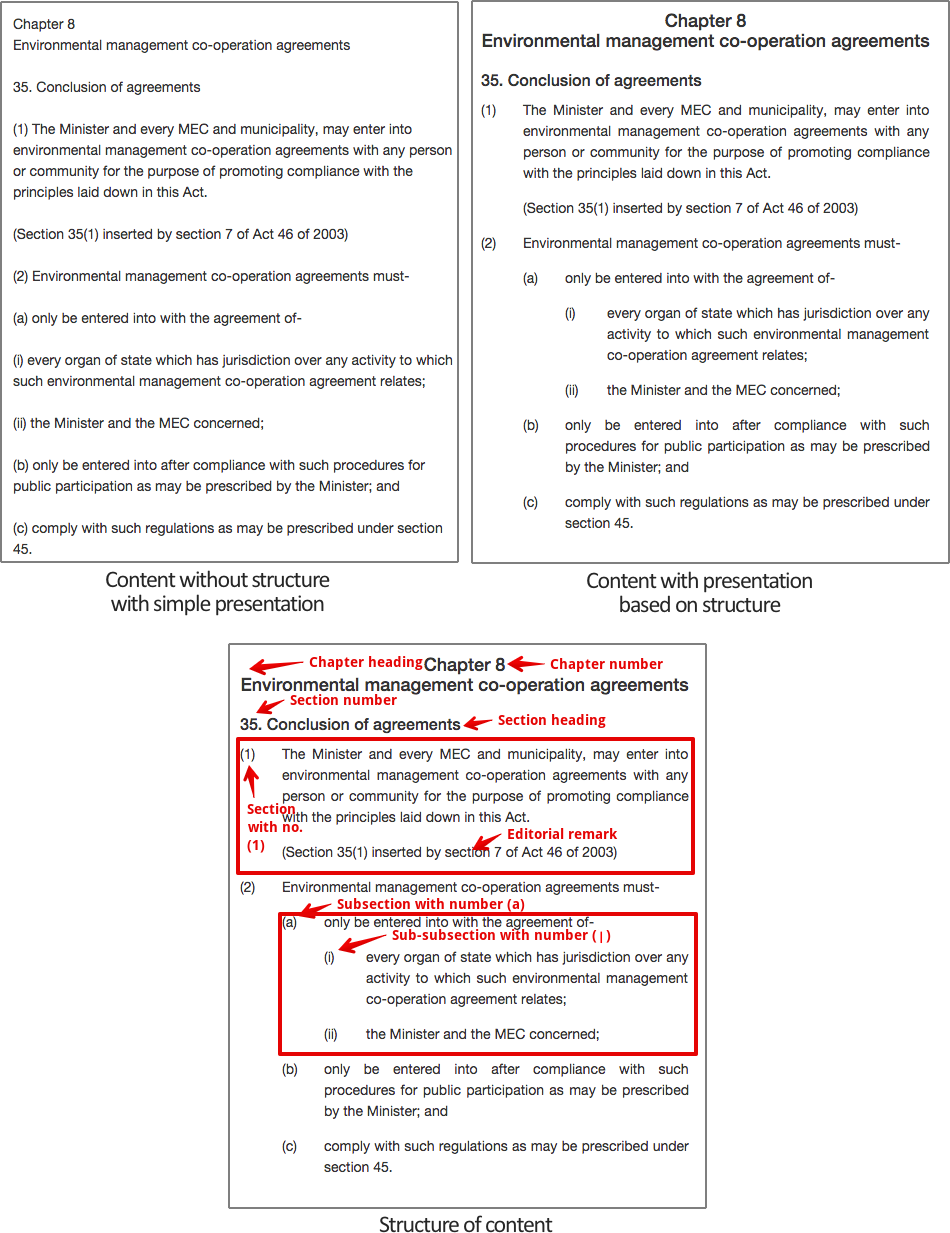 Chapter 8
Environmental management co-operation agreements
35. Conclusion of agreements
(1) The Minister and every MEC and municipality, may enter into
environmental management co-operation agreements with any person
or community for the purpose of promoting compliance with the
principles laid down in this Act.
(Section 35(1) inserted by section 7 of Act 46 of 2003)
(2) Environmental management co-operation agreements must-
(a) only be entered into with the agreement of-
(i) every organ of state which has jurisdiction over any activity to which
such environmental management co-operation agreement relates;
(ii) the Minister and the MEC concerned;
(b) only be entered into after compliance with such procedures for
public participation as may be prescribed by the Minister; and
(c) comply with such regulations as may be prescribed under section
45.
Content without structure
with simple presentation
Chapter 8
Environmental management co-operation agreements
35. Conclusion of agreements
(1) The Minister and every MEC and municipality, may enter into
environmental management co-operation agreements with any
person or community for the purpose of promoting compliance
with the principles laid down in this Act.
(Section 35(1) inserted by section 7 of Act 46 of 2003)
(2) Environmental management co-operation agreements must-
(a) only be entered into with the agreement of-
(i) every organ of state which has jurisdiction over any
activity to which such environmental management
co-operation agreement relates;
(ii) the Minister and the MEC concerned;
(b) only be entered into after compliance with such
procedures for public participation as may be prescribed
by the Minister; and
(c) comply with such regulations as may be prescribed under
section 45.
Content with presentation
based on structure
Chapter heading Chapter 8 Chapter number
Environmental management co-operation agreements
Section number
35. Conclusion of agreements Section heading
(1) The Minister and every MEC and municipality, may enter into
environmental management co-operation agreements with any
person or community for the purpose of promoting compliance
with the principles laid down in this Act.
Section
with no.
(1)
Editorial remark
(Section 35(1) inserted by section 7 of Act 46 of 2003)
(2) Environmental management co-operation agreements must-
Subsection with number (a)
(a) only be entered into with the agreement of-
Sub-subsection with number (|)
(i) every organ of state which has jurisdiction over any
activity to which such environmental management
co-operation agreement relates;
(ii) the Minister and the MEC concerned;
(b) only be entered into after compliance with such
procedures for public participation as may be prescribed
by the Minister; and
(c) comply with such regulations as may be prescribed under
section 45.
Structure of content